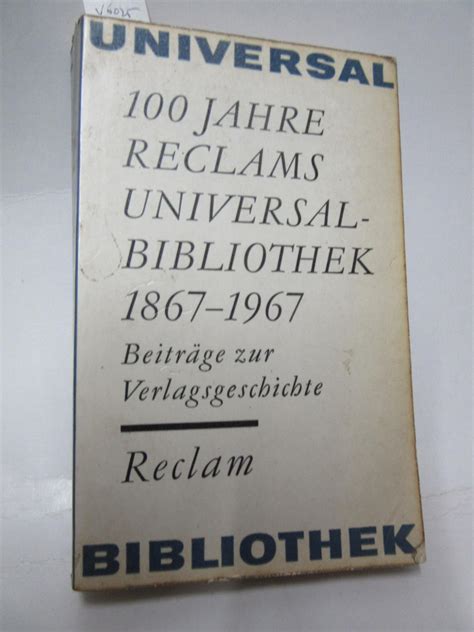 UNIVERSAL
100 JAHRE
RECLAMS
UNIVERSAL-
BIBLIOTHEK
1867–1967
Beiträge zur
Verlagsgeschichte
Reclam
BIBLIOTHEK